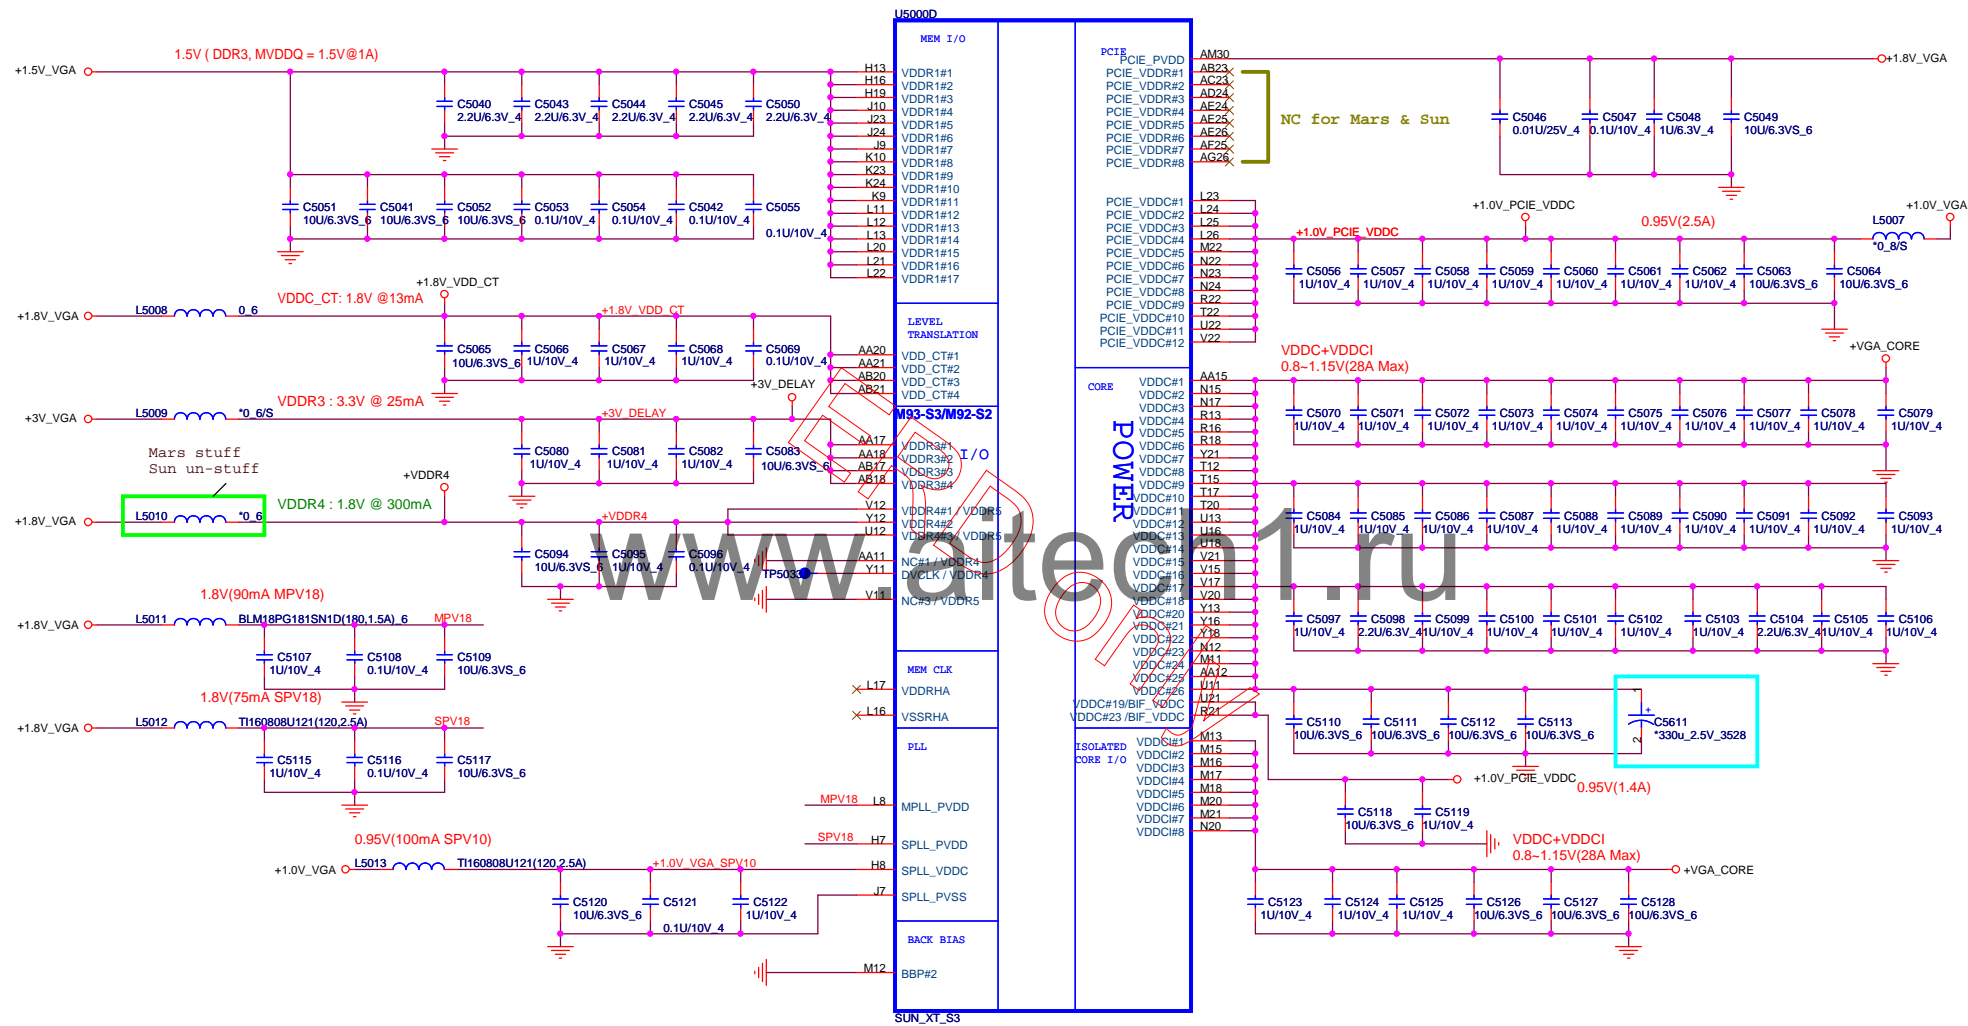 U5000D
MEM I/O
1.5V ( DDR3, MVDDQ = 1.5V@1A)
+1.5V_VGA
C5040
2.2U/6.3V_4
C5043
2.2U/6.3V_4
C5044
2.2U/6.3V_4
C5045
2.2U/6.3V_4
C5050
2.2U/6.3V_4
C5051
10U/6.3VS_6
C5041
10U/6.3VS_6
C5052
10U/6.3VS_6
C5053
0.1U/10V_4
C5054
0.1U/10V_4
C5042
0.1U/10V_4
C5055
0.1U/10V_4
H13 VDDR1#1
H16 VDDR1#2
H19 VDDR1#3
J10 VDDR1#4
J23 VDDR1#5
J24 VDDR1#6
J9 VDDR1#7
K10 VDDR1#8
K23 VDDR1#9
K24 VDDR1#10
K9 VDDR1#11
L11 VDDR1#12
L12 VDDR1#13
L13 VDDR1#14
L20 VDDR1#15
L21 VDDR1#16
L22 VDDR1#17
+1.8V_VGA
L5008
0_6
VDDC_CT: 1.8V @13mA
+1.8V_VDD_CT
+1.8V_VDD_CT
C5065
10U/6.3VS_6
C5066
1U/10V_4
C5067
1U/10V_4
C5068
1U/10V_4
C5069
0.1U/10V_4
LEVEL
TRANSLATION
AA20 VDD_CT#1
AA21 VDD_CT#2
AB20 VDD_CT#3
AB21 VDD_CT#4
M93-S3/M92-S2
+3V_VGA
L5009
*0_6/S
VDDR3 : 3.3V @ 25mA
+3V_DELAY
+3V_DELAY
C5080
1U/10V_4
C5081
1U/10V_4
C5082
1U/10V_4
C5083
10U/6.3VS_6
I/O
AA17 VDDR3#1
AA18 VDDR3#2
AB17 VDDR3#3
AB18 VDDR3#4
Mars stuff
Sun un-stuff
+1.8V_VGA
L5010
*0_6
VDDR4 : 1.8V @ 300mA
+VDDR4
+VDDR4
C5094
10U/6.3VS_6
C5095
1U/10V_4
C5096
0.1U/10V_4
V12 VDDR4#1 / VDDR5
Y12 VDDR4#2
U12 VDDR4#3 / VDDR5
AA11 NC#1 / VDDR4
TP5033
Y11 DVCLK / VDDR4
V11 NC#3 / VDDR5
1.8V(90mA MPV18)
+1.8V_VGA
L5011
BLM18PG181SN1D(180,1.5A)_6
MPV18
C5107
1U/10V_4
C5108
0.1U/10V_4
C5109
10U/6.3VS_6
1.8V(75mA SPV18)
+1.8V_VGA
L5012
TI160808U121(120,2.5A)
SPV18
C5115
1U/10V_4
C5116
0.1U/10V_4
C5117
10U/6.3VS_6
MEM CLK
L17 VDDRHA
L16 VSSRHA
PLL
MPV18
L8 MPLL_PVDD
SPV18
H7 SPLL_PVDD
H8 SPLL_VDDC
J7 SPLL_PVSS
0.95V(100mA SPV10)
+1.0V_VGA
L5013
TI160808U121(120,2.5A)
+1.0V_VGA_SPV10
C5120
10U/6.3VS_6
C5121
0.1U/10V_4
C5122
1U/10V_4
BACK BIAS
M12 BBP#2
SUN_XT_S3
POWER
PCIE
PCIE_PVDD AM30
PCIE_VDDR#1 AB23
PCIE_VDDR#2 AC23
PCIE_VDDR#3 AD24
PCIE_VDDR#4 AE24
PCIE_VDDR#5 AE25
PCIE_VDDR#6 AE26
PCIE_VDDR#7 AF25
PCIE_VDDR#8 AG26
NC for Mars & Sun
+1.8V_VGA
C5046
0.01U/25V_4
C5047
0.1U/10V_4
C5048
1U/6.3V_4
C5049
10U/6.3VS_6
PCIE_VDDC#1 L23
PCIE_VDDC#2 L24
PCIE_VDDC#3 L25
PCIE_VDDC#4 L26
PCIE_VDDC#5 M22
PCIE_VDDC#6 N22
PCIE_VDDC#7 N23
PCIE_VDDC#8 N24
PCIE_VDDC#9 R22
PCIE_VDDC#10 T22
PCIE_VDDC#11 U22
PCIE_VDDC#12 V22
+1.0V_PCIE_VDDC
+1.0V_PCIE_VDDC
0.95V(2.5A)
L5007
*0_8/S
+1.0V_VGA
C5056
1U/10V_4
C5057
1U/10V_4
C5058
1U/10V_4
C5059
1U/10V_4
C5060
1U/10V_4
C5061
1U/10V_4
C5062
1U/10V_4
C5063
10U/6.3VS_6
C5064
10U/6.3VS_6
VDDC+VDDCI
0.8~1.15V(28A Max)
+VGA_CORE
CORE
VDDC#1 AA15
VDDC#2 N15
VDDC#3 N17
VDDC#4 R13
VDDC#5 R16
VDDC#6 R18
VDDC#7 Y21
VDDC#8 T12
VDDC#9 T15
VDDC#10 T17
VDDC#11 T20
VDDC#12 U13
VDDC#13 U16
VDDC#14 U18
VDDC#15 V21
VDDC#16 V15
VDDC#17 V17
VDDC#18 V20
VDDC#20 Y13
VDDC#21 Y16
VDDC#22 Y18
VDDC#23 N12
VDDC#24 M11
VDDC#25 AA12
VDDC#26 U11
VDDC#19/BIF_VDDC U21
VDDC#23 /BIF_VDDC R21
C5070
1U/10V_4
C5071
1U/10V_4
C5072
1U/10V_4
C5073
1U/10V_4
C5074
1U/10V_4
C5075
1U/10V_4
C5076
1U/10V_4
C5077
1U/10V_4
C5078
1U/10V_4
C5079
1U/10V_4
C5084
1U/10V_4
C5085
1U/10V_4
C5086
1U/10V_4
C5087
1U/10V_4
C5088
1U/10V_4
C5089
1U/10V_4
C5090
1U/10V_4
C5091
1U/10V_4
C5092
1U/10V_4
C5093
1U/10V_4
C5097
1U/10V_4
C5098
2.2U/6.3V_4
C5099
1U/10V_4
C5100
1U/10V_4
C5101
1U/10V_4
C5102
1U/10V_4
C5103
1U/10V_4
C5104
2.2U/6.3V_4
C5105
1U/10V_4
C5106
1U/10V_4
C5110
10U/6.3VS_6
C5111
10U/6.3VS_6
C5112
10U/6.3VS_6
C5113
10U/6.3VS_6
1
+
C5611
*330u_2.5V_3528
2
ISOLATED
CORE I/O
VDDCI#1 M13
VDDCI#2 M15
VDDCI#3 M16
VDDCI#4 M17
VDDCI#5 M18
VDDCI#6 M20
VDDCI#7 M21
VDDCI#8 N20
+1.0V_PCIE_VDDC
0.95V(1.4A)
C5118
10U/6.3VS_6
C5119
1U/10V_4
VDDC+VDDCI
0.8~1.15V(28A Max)
+VGA_CORE
C5123
1U/10V_4
C5124
1U/10V_4
C5125
1U/10V_4
C5126
10U/6.3VS_6
C5127
10U/6.3VS_6
C5128
10U/6.3VS_6
www.aitech1.ru